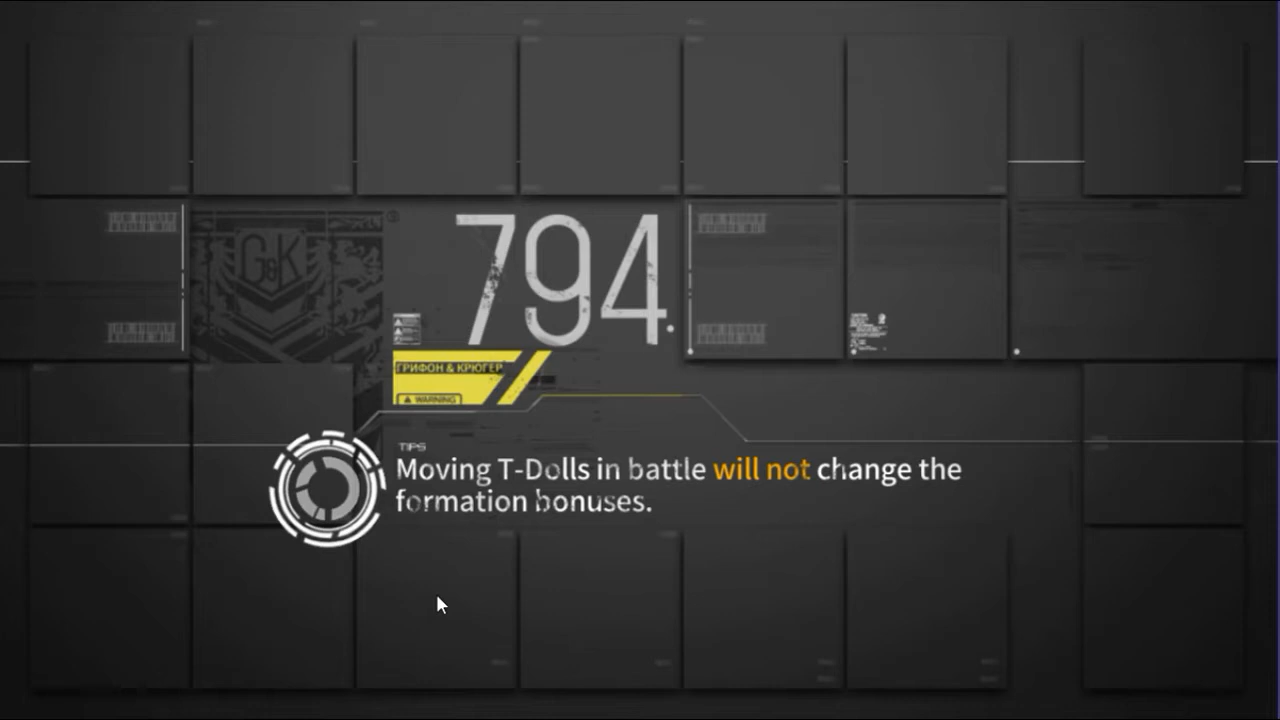 G&K
794.
ГРИФОН & КРЮГЕР
WARNING
TIPS
Moving T-Dolls in battle will not change the
formation bonuses.